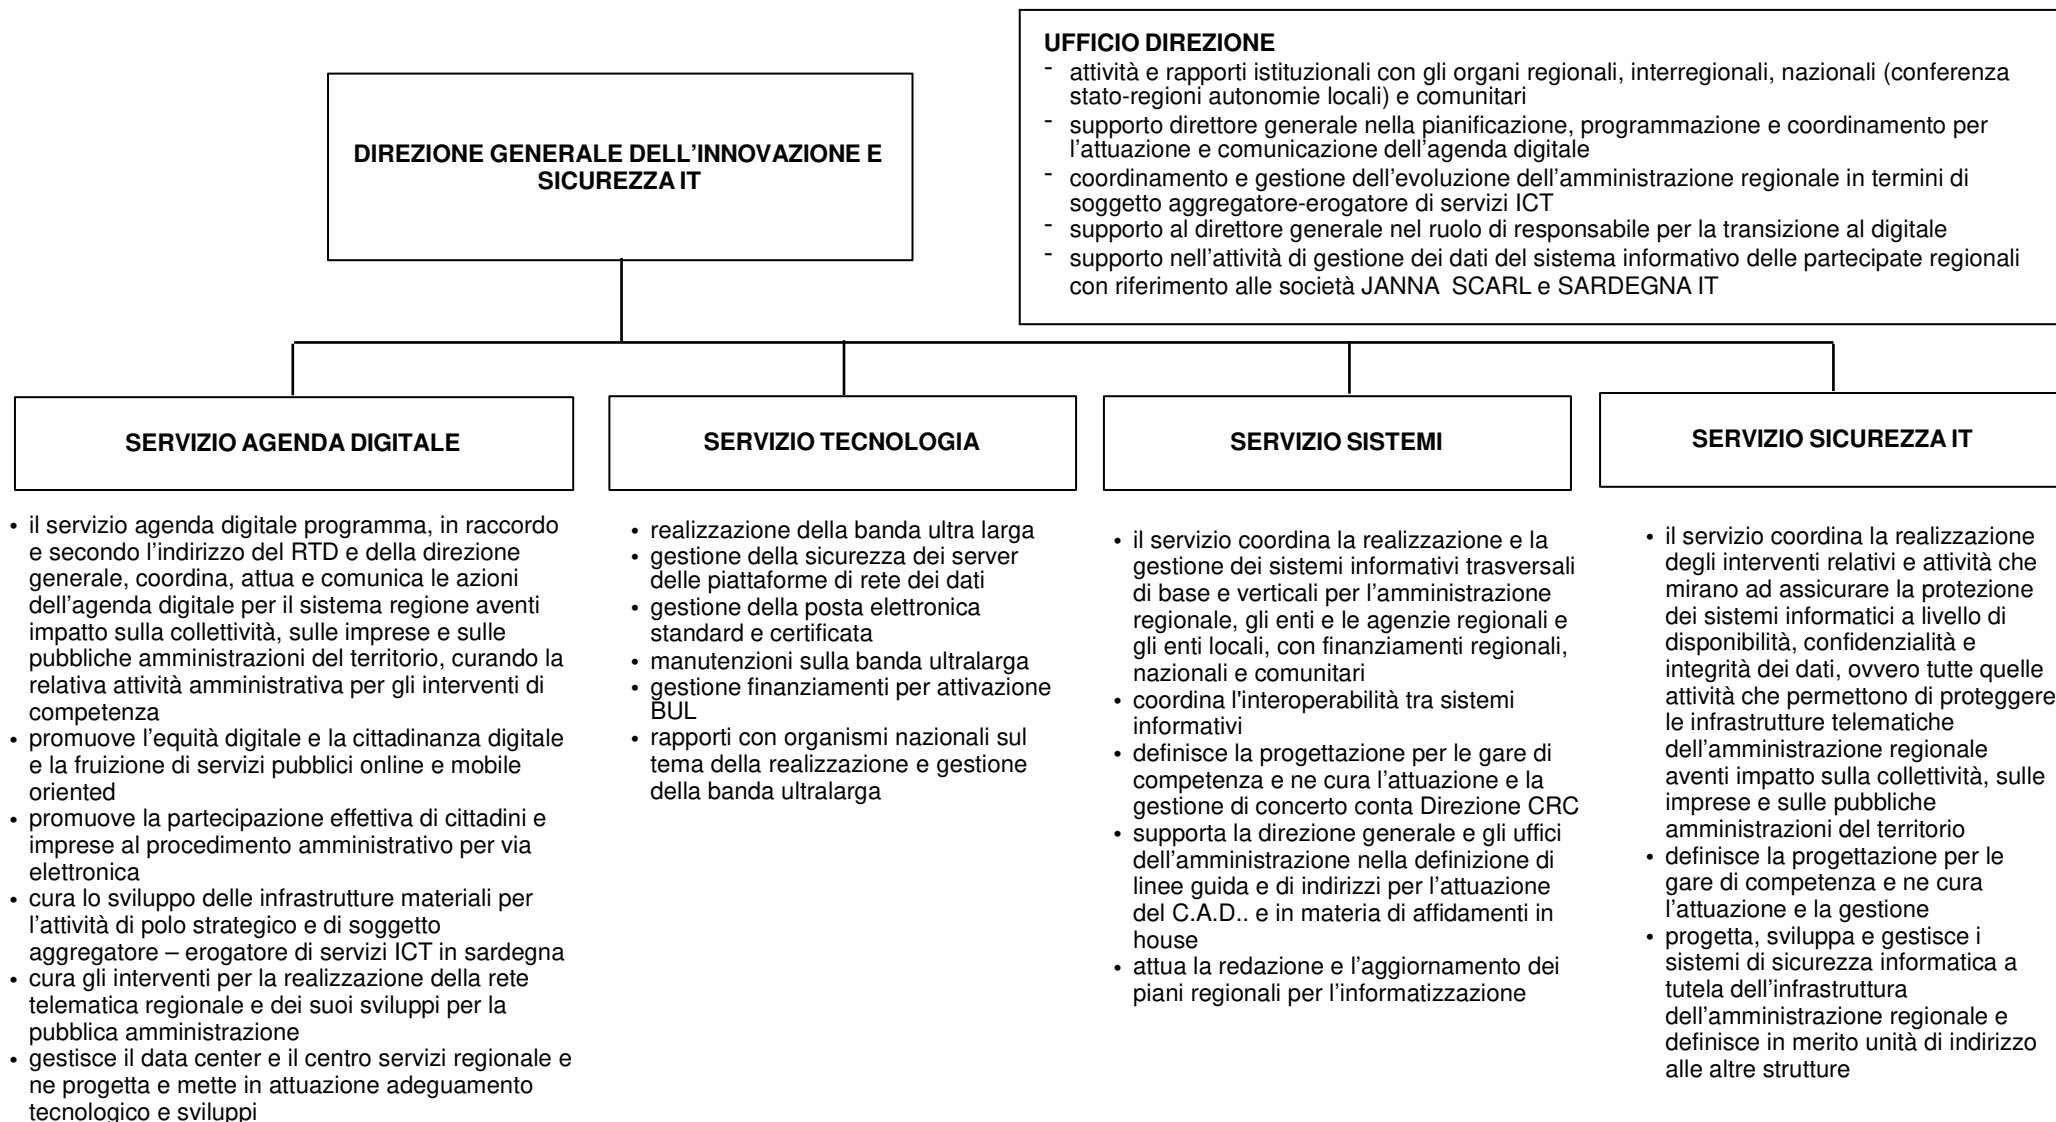 DIREZIONE GENERALE DELL’INNOVAZIONE E
SICUREZZA IT
UFFICIO DIREZIONE
- attività e rapporti istituzionali con gli organi regionali, interregionali, nazionali (conferenza
stato-regioni autonomie locali) e comunitari
- supporto direttore generale nella pianificazione, programmazione e coordinamento per
l’attuazione e comunicazione dell’agenda digitale
- coordinamento e gestione dell’evoluzione dell’amministrazione regionale in termini di
soggetto aggregatore-erogatore di servizi ICT
- supporto al direttore generale nel ruolo di responsabile per la transizione al digitale
- supporto nell’attività di gestione dei dati del sistema informativo delle partecipate regionali
con riferimento alle società JANNA SCARL e SARDEGNA IT
SERVIZIO AGENDA DIGITALE
• il servizio agenda digitale programma, in raccordo
e secondo l’indirizzo del RTD e della direzione
generale, coordina, attua e comunica le azioni
dell’agenda digitale per il sistema regione aventi
impatto sulla collettività, sulle imprese e sulle
pubbliche amministrazioni del territorio, curando la
relativa attività amministrativa per gli interventi di
competenza
• promuove l’equità digitale e la cittadinanza digitale
e la fruizione di servizi pubblici online e mobile
oriented
• promuove la partecipazione effettiva di cittadini e
imprese al procedimento amministrativo per via
elettronica
• cura lo sviluppo delle infrastrutture materiali per
l’attività di polo strategico e di soggetto
aggregatore – erogatore di servizi ICT in sardegna
• cura gli interventi per la realizzazione della rete
telematica regionale e dei suoi sviluppi per la
pubblica amministrazione
• gestisce il data center e il centro servizi regionale e
ne progetta e mette in attuazione adeguamento
tecnologico e sviluppi
SERVIZIO TECNOLOGIA
• realizzazione della banda ultra larga
• gestione della sicurezza dei server
delle piattaforme di rete dei dati
• gestione della posta elettronica
standard e certificata
• manutenzioni sulla banda ultralarga
• gestione finanziamenti per attivazione
BUL
• rapporti con organismi nazionali sul
tema della realizzazione e gestione
della banda ultralarga
SERVIZIO SISTEMI
• il servizio coordina la realizzazione e la
gestione dei sistemi informativi trasversali
di base e verticali per l’amministrazione
regionale, gli enti e le agenzie regionali e
gli enti locali, con finanziamenti regionali,
nazionali e comunitari
• coordina l'interoperabilità tra sistemi
informativi
• definisce la progettazione per le gare di
competenza e ne cura l’attuazione e la
gestione di concerto conta Direzione CRC
• supporta la direzione generale e gli uffici
dell’amministrazione nella definizione di
linee guida e di indirizzi per l’attuazione
del C.A.D.. e in materia di affidamenti in
house
• attua la redazione e l’aggiornamento dei
piani regionali per l’informatizzazione
SERVIZIO SICUREZZA IT
• il servizio coordina la realizzazione
degli interventi relativi e attività che
mirano ad assicurare la protezione
dei sistemi informatici a livello di
disponibilità, confidenzialità e
integrità dei dati, ovvero tutte quelle
attività che permettono di proteggere
le infrastrutture telematiche
dell’amministrazione regionale
aventi impatto sulla collettività, sulle
imprese e sulle pubbliche
amministrazioni del territorio
• definisce la progettazione per le
gare di competenza e ne cura
l’attuazione e la gestione
• progetta, sviluppa e gestisce i
sistemi di sicurezza informatica a
tutela dell’infrastruttura
dell’amministrazione regionale e
definisce in merito unità di indirizzo
alle altre strutture